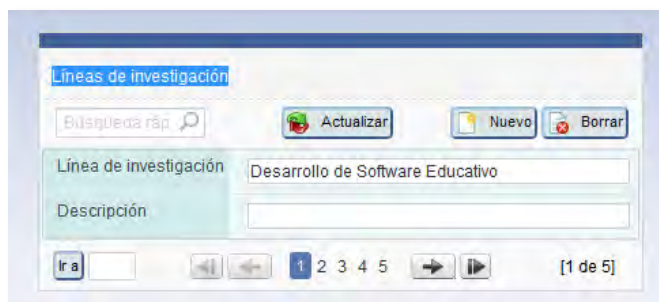 Líneas de investigación
Búsqueda ráp
Actualizar Nuevo Borrar
Línea de investigación Desarrollo de Software Educativo
Descripción
Ir a 1 2 3 4 5 [1 de 5]